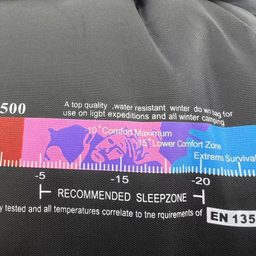 500
A top quality ,water resistant winter do wn bag for
use on light expeditions and all winter camping
10° Comfort Maximum
15° Lower Comfort Zone
Extreme Survival
-5 -15 -20
RECOMMENDED SLEEPZONE
y tested and all temperatures correlate to the rquirements of
EN 135